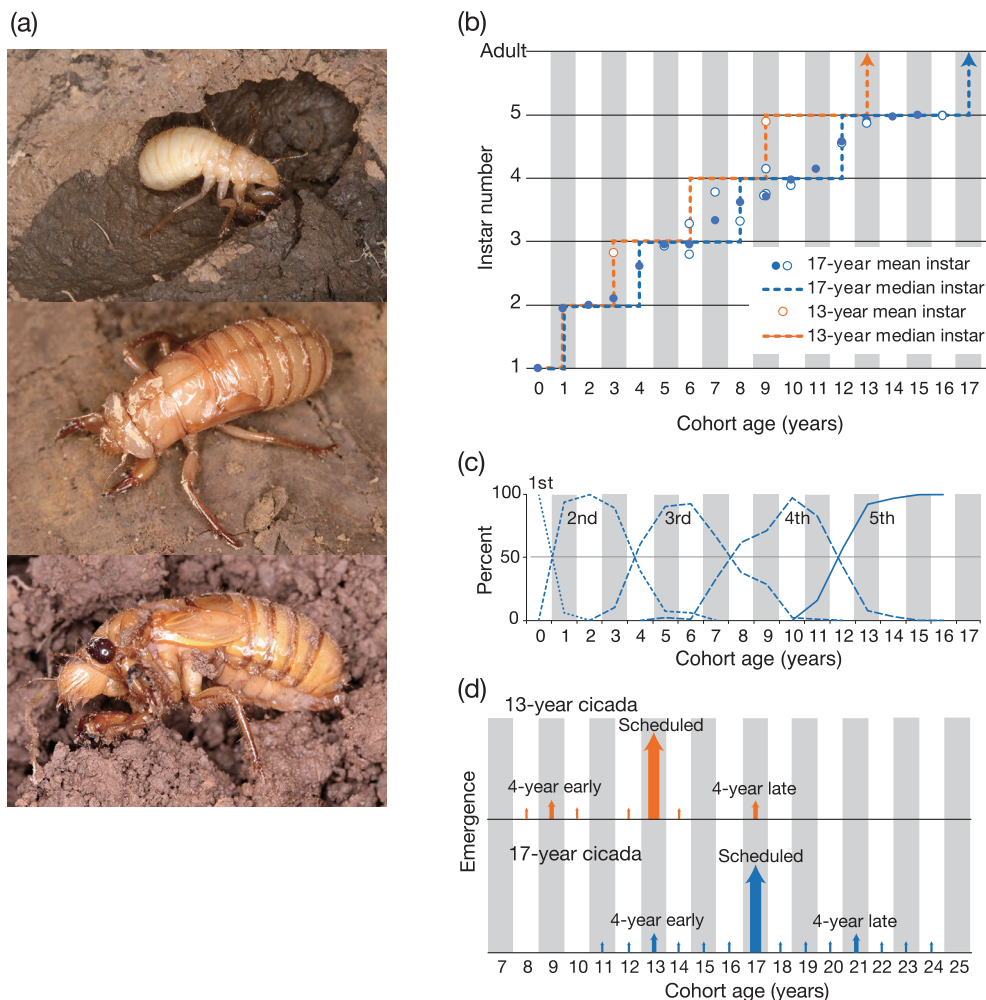 (a)
(b)
Adult
5
4
3
2
1
Instar number
17-year mean instar
17-year median instar
13-year mean instar
13-year median instar
0 1 2 3 4 5 6 7 8 9 10 11 12 13 14 15 16 17
Cohort age (years)
(c)
1st
100
2nd 3rd 4th 5th
50
0
Percent
0 1 2 3 4 5 6 7 8 9 10 11 12 13 14 15 16 17
Cohort age (years)
(d)
13-year cicada
Scheduled
4-year early 4-year late
Emergence
17-year cicada
Scheduled
4-year early 4-year late
7 8 9 10 11 12 13 14 15 16 17 18 19 20 21 22 23 24 25
Cohort age (years)